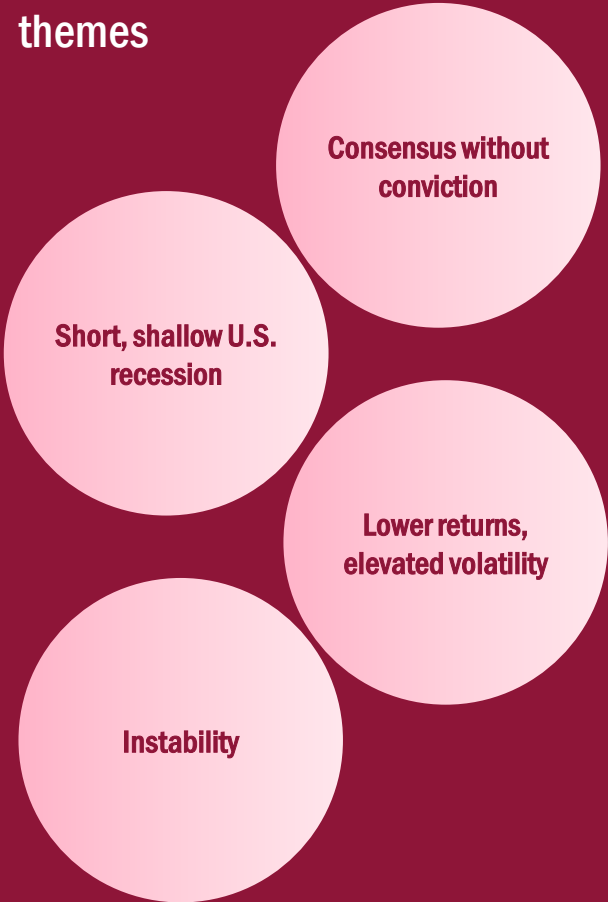 themes
Consensus without
conviction
Short, shallow U.S.
recession
Lower returns,
elevated volatility
Instability